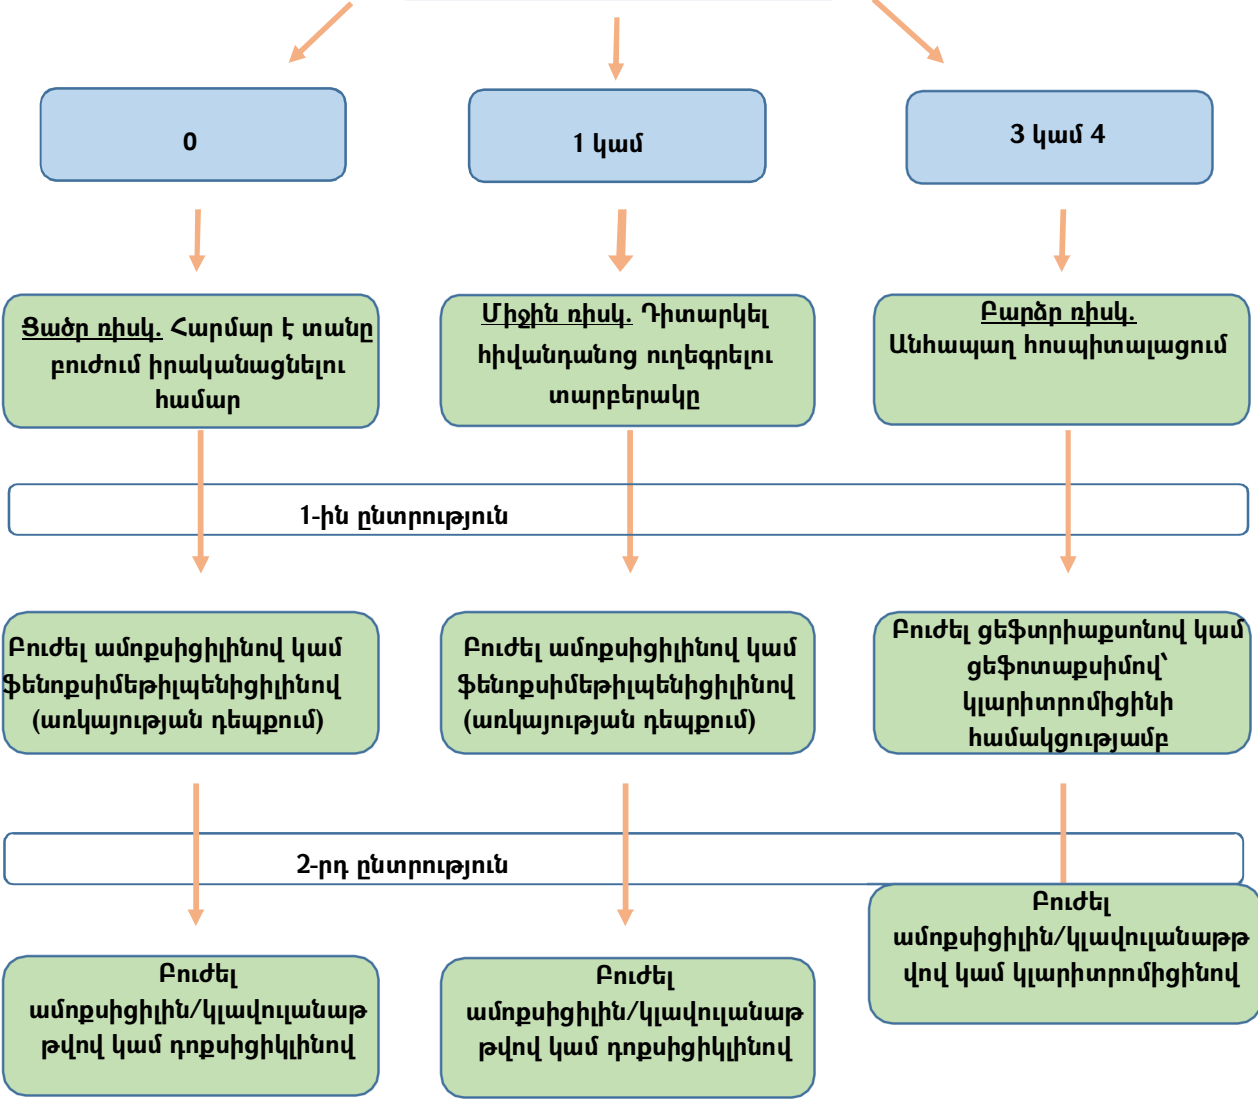 0
1 կամ
3 կամ 4
Ցածր ռիսկ. Հարմար է տանը
բուժում իրականացնելու
համար
Միջին ռիսկ. Դիտարկել
հիվանդանոց ուղեգրելու
տարբերակը
Բարձր ռիսկ.
Անհապաղ հոսպիտալացում
1-ին ընտրություն
Բուժել ամոքսիցիլինով կամ
ֆենոքսիմեթիլպենիցիլինով
(առկայության դեպքում)
Բուժել ամոքսիցիլինով կամ
ֆենոքսիմեթիլպենիցիլինով
(առկայության դեպքում)
Բուժել ցեֆտրիաքսոնով կամ
ցեֆոտաքսիմով՝
կլարիտրոմիցինի
համակցությամբ
2-րդ ընտրություն
Բուժել
ամոքսիցիլին/կլավուլանաթ
թվով կամ դոքսիցիկլինով
Բուժել
ամոքսիցիլին/կլավուլանաթ
թվով կամ դոքսիցիկլինով
Բուժել
ամոքսիցիլին/կլավուլանաթթ
վով կամ կլարիտրոմիցինով